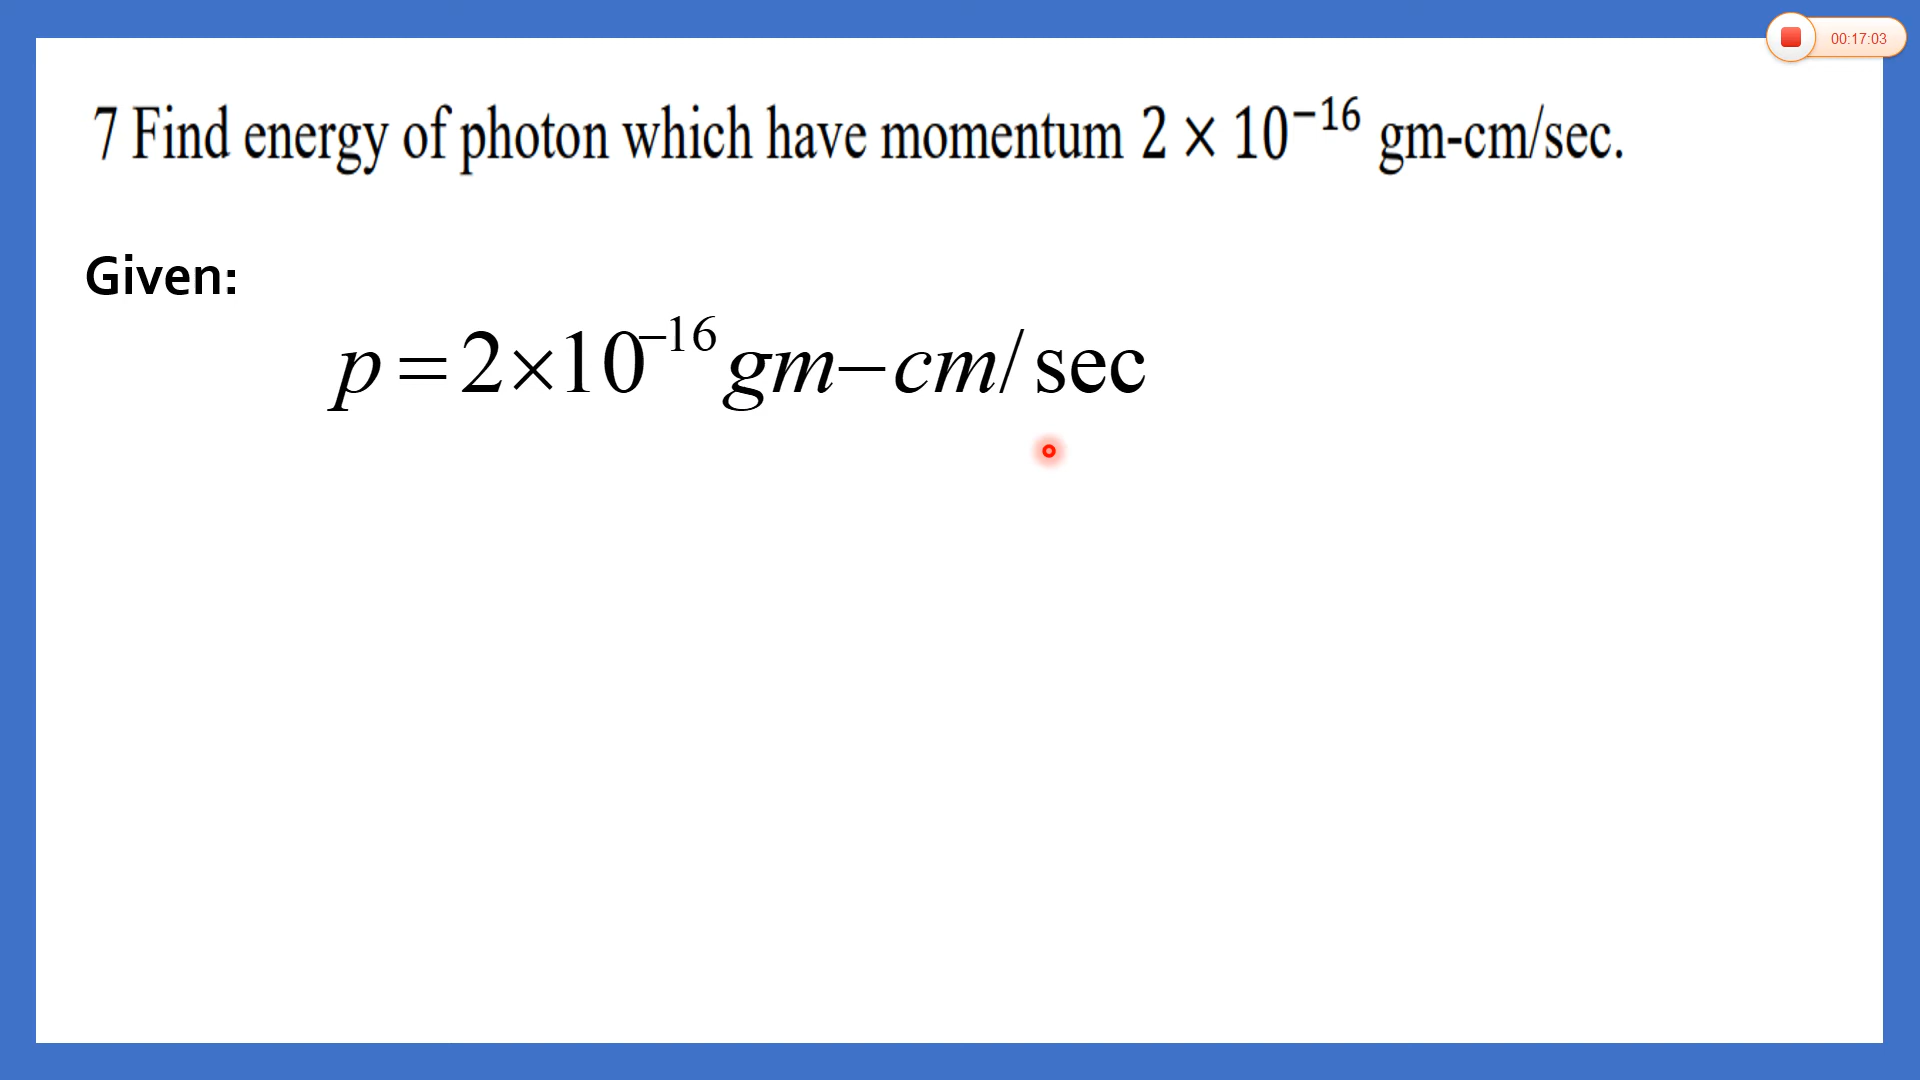 00:17:03
7 Find energy of photon which have momentum 2 × 10⁻¹⁶ gm-cm/sec.
Given:
p = 2×10⁻¹⁶ gm–cm/sec